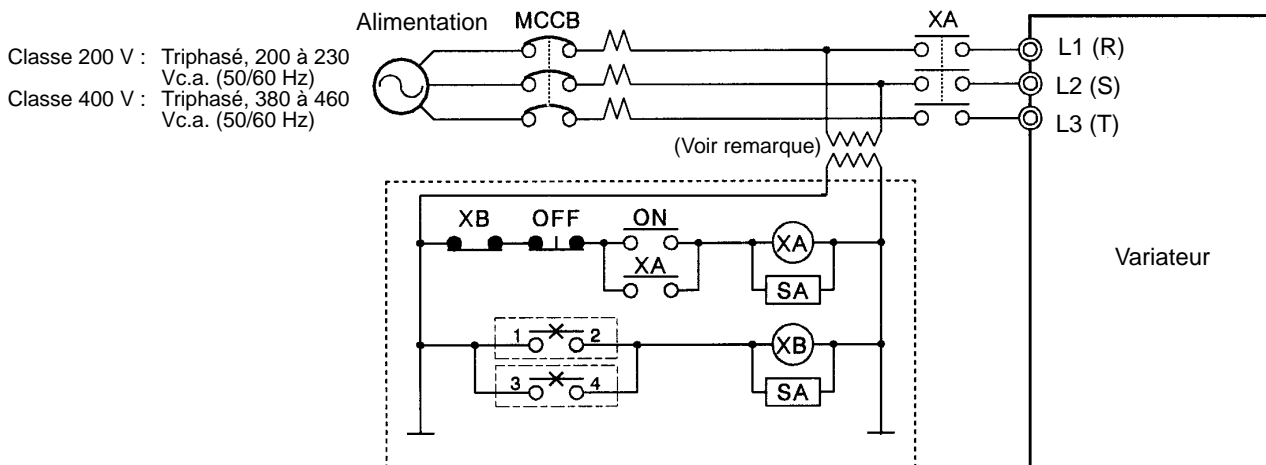 Alimentation MCCB XA
Classe 200 V : Triphasé, 200 à 230
Vc.a. (50/60 Hz)
Classe 400 V : Triphasé, 380 à 460
Vc.a. (50/60 Hz)
L1 (R)
L2 (S)
L3 (T)
(Voir remarque)
XB OFF ON XA
XA SA
Variateur
1 2 XB
3 4 SA